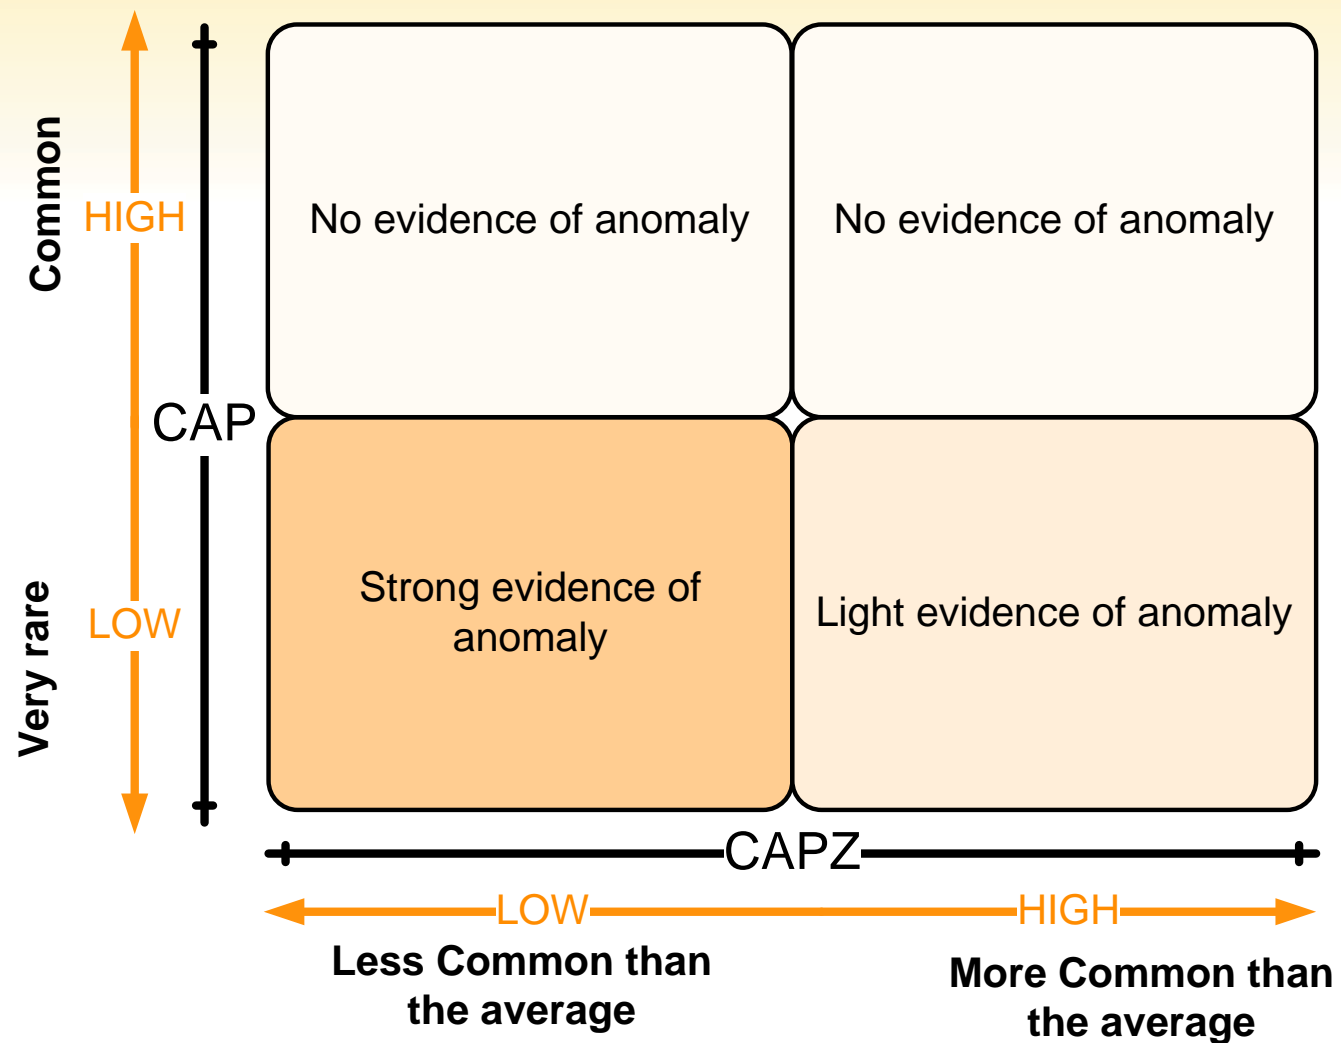 Common
HIGH
No evidence of anomaly
No evidence of anomaly
CAP
Very rare
LOW
Strong evidence of
anomaly
Light evidence of anomaly
CAPZ
LOW
HIGH
Less Common than
the average
More Common than
the average